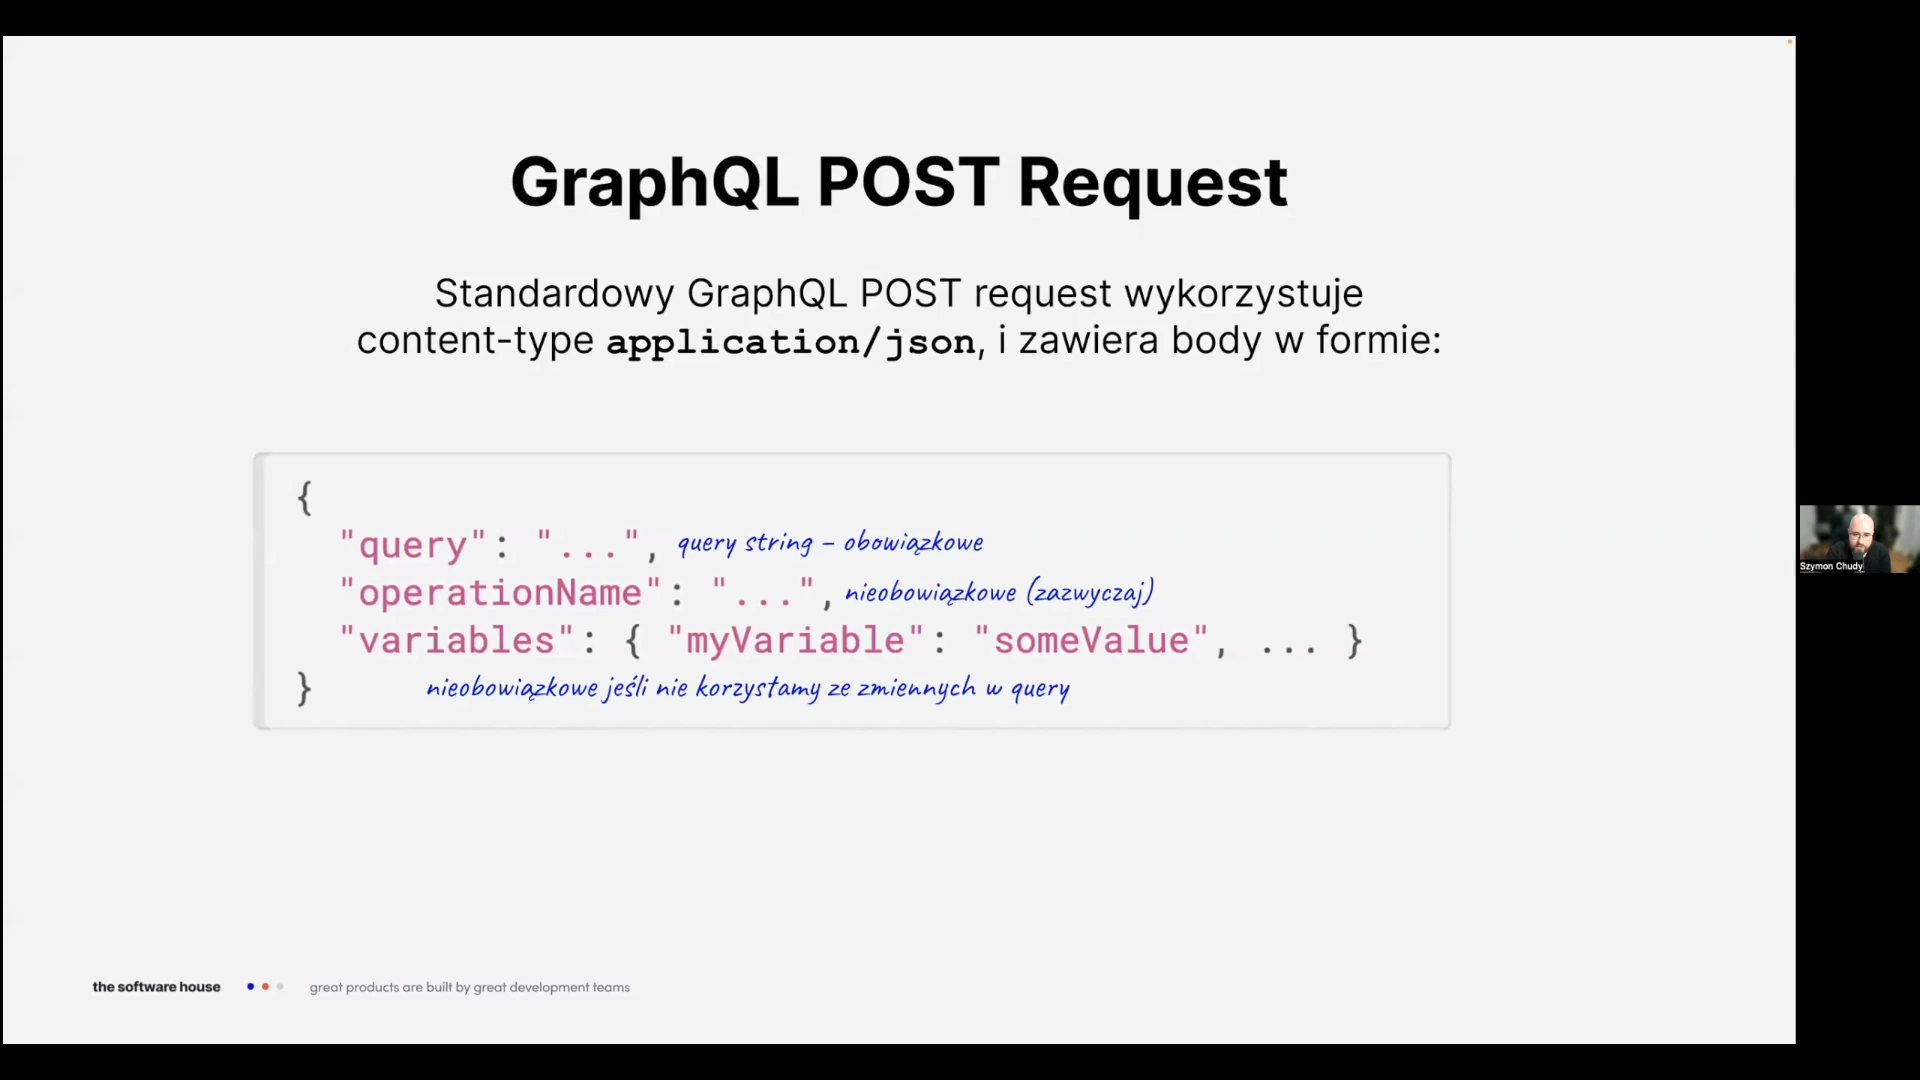 GraphQL POST Request
Standardowy GraphQL POST request wykorzystuje
content-type application/json, i zawiera body w formie:
{
"query": "...", query string – obowiązkowe
"operationName": "...", nieobowiązkowe (zazwyczaj)
"variables": { "myVariable": "someValue", ... }
} nieobowiązkowe jeśli nie korzystamy ze zmiennych w query
Szymon Chudy
the software house great products are built by great development teams